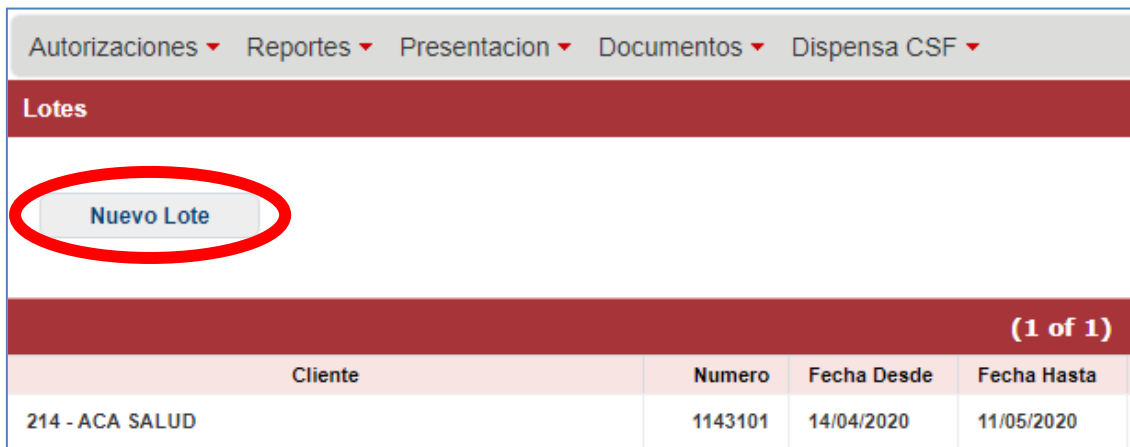 Autorizaciones Reportes Presentacion Documentos Dispensa CSF
Lotes
Nuevo Lote
(1 of 1)
Cliente Numero Fecha Desde Fecha Hasta
214 - ACA SALUD 1143101 14/04/2020 11/05/2020